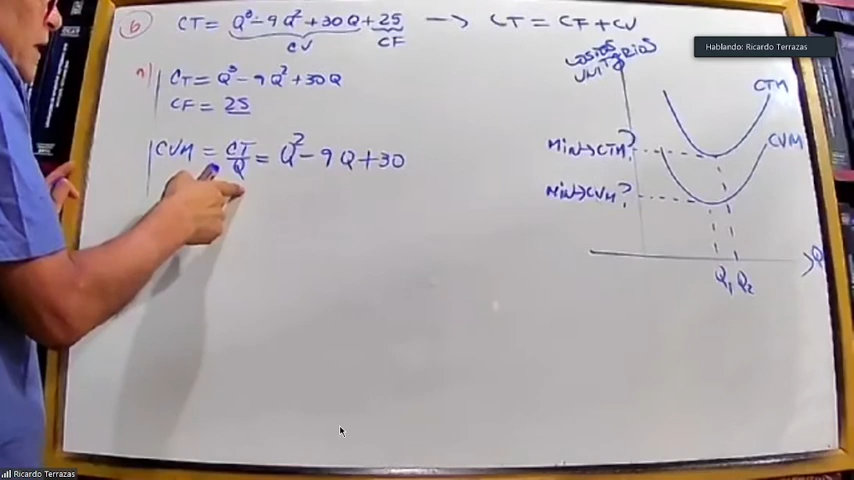 6 CT = Q³ - 9Q² + 30Q + 25 → CT = CF + CV
CV CF
CT = Q³ - 9Q² + 30Q
CF = 25
CVM = CT/Q = Q² - 9Q + 30
COSTOS
UNITARIOS
CTM
CVM
Min→CTM?
Min→CVM?
Q
Q₁ Q₂
Hablando: Ricardo Terrazas
Ricardo Terrazas